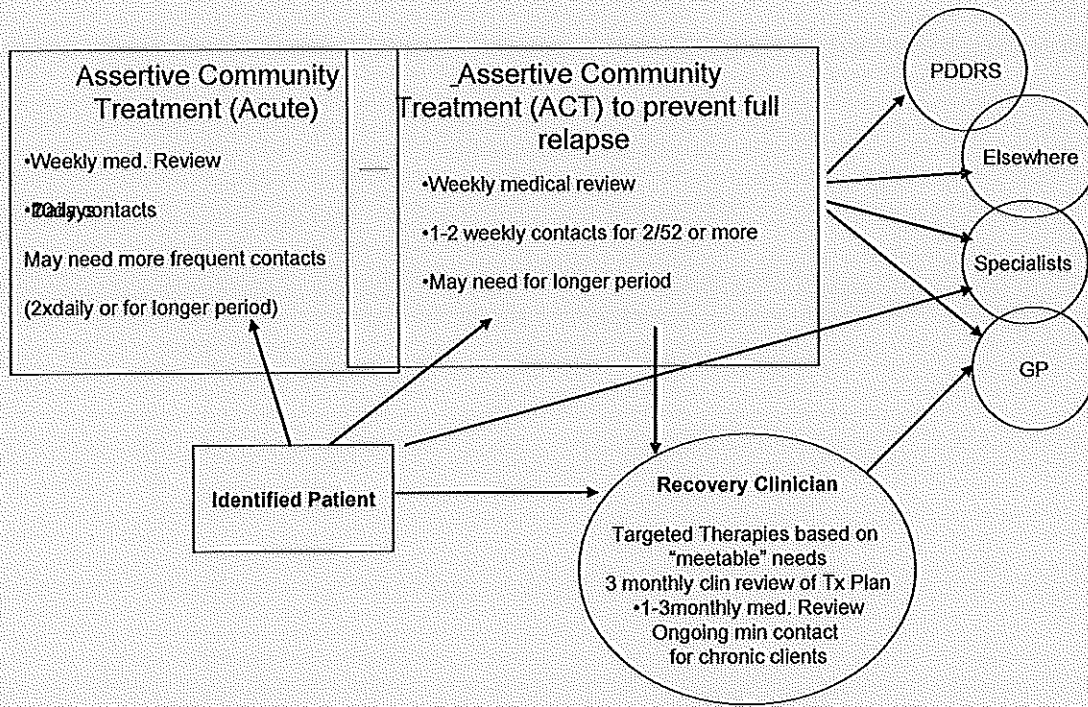 Assertive Community
Treatment (Acute)
•Weekly med. Review
contacts
May need more frequent contacts
(2xdaily or for longer period)
Assertive Community
Treatment (ACT) to prevent full
relapse
•Weekly medical review
•1-2 weekly contacts for 2/52 or more
•May need for longer period
PDDRS
Elsewhere
Specialists
GP
Identified Patient
Recovery Clinician
Targeted Therapies based on
"meetable" needs
3 monthly clin review of Tx Plan
•1-3monthly med. Review
Ongoing min contact
for chronic clients